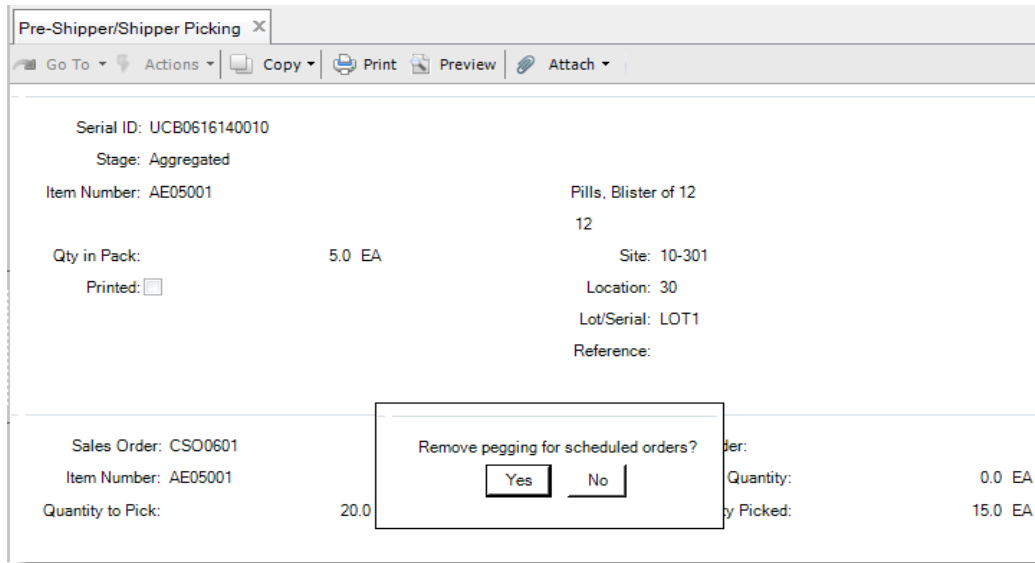 Pre-Shipper/Shipper Picking
Go To Actions Copy Print Preview Attach
Serial ID: UCB0616140010
Stage: Aggregated
Item Number: AE05001 Pills, Blister of 12
12
Qty in Pack: 5.0 EA Site: 10-301
Printed: Location: 30
Lot/Serial: LOT1
Reference:
Sales Order: CSO0601 Remove pegging for scheduled orders? der:
Item Number: AE05001 Yes No Quantity: 0.0 EA
Quantity to Pick: 20.0 y Picked: 15.0 EA